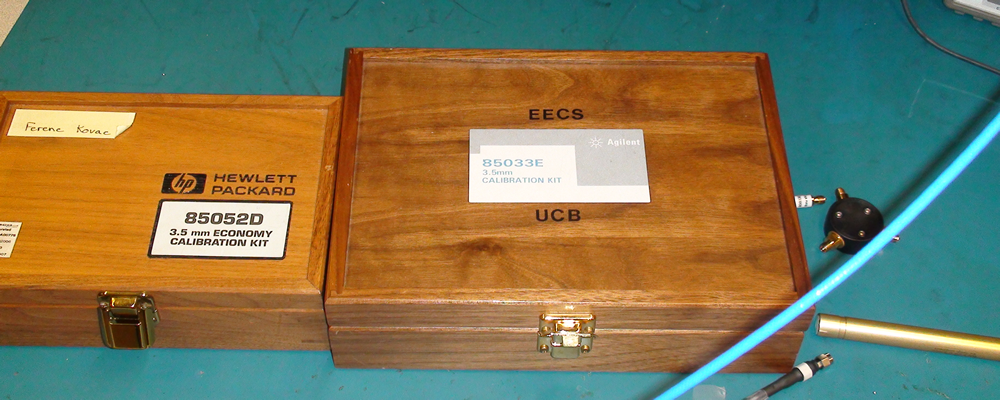 Ferenc Kovac
hp HEWLETT
PACKARD
85052D
3.5 mm ECONOMY
CALIBRATION KIT
EECS
Agilent
85033E
3.5mm
CALIBRATION KIT
UCB